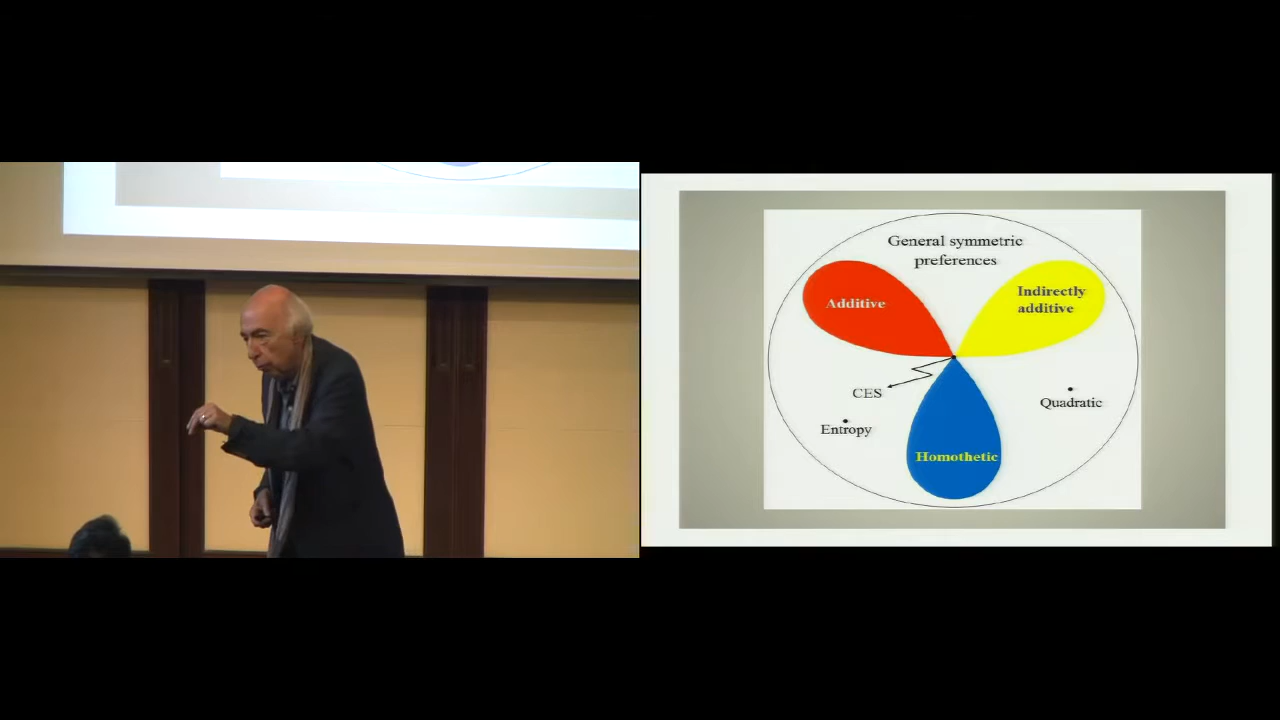 General symmetric
preferences
Additive
Indirectly
additive
CES
Quadratic
Entropy
Homothetic